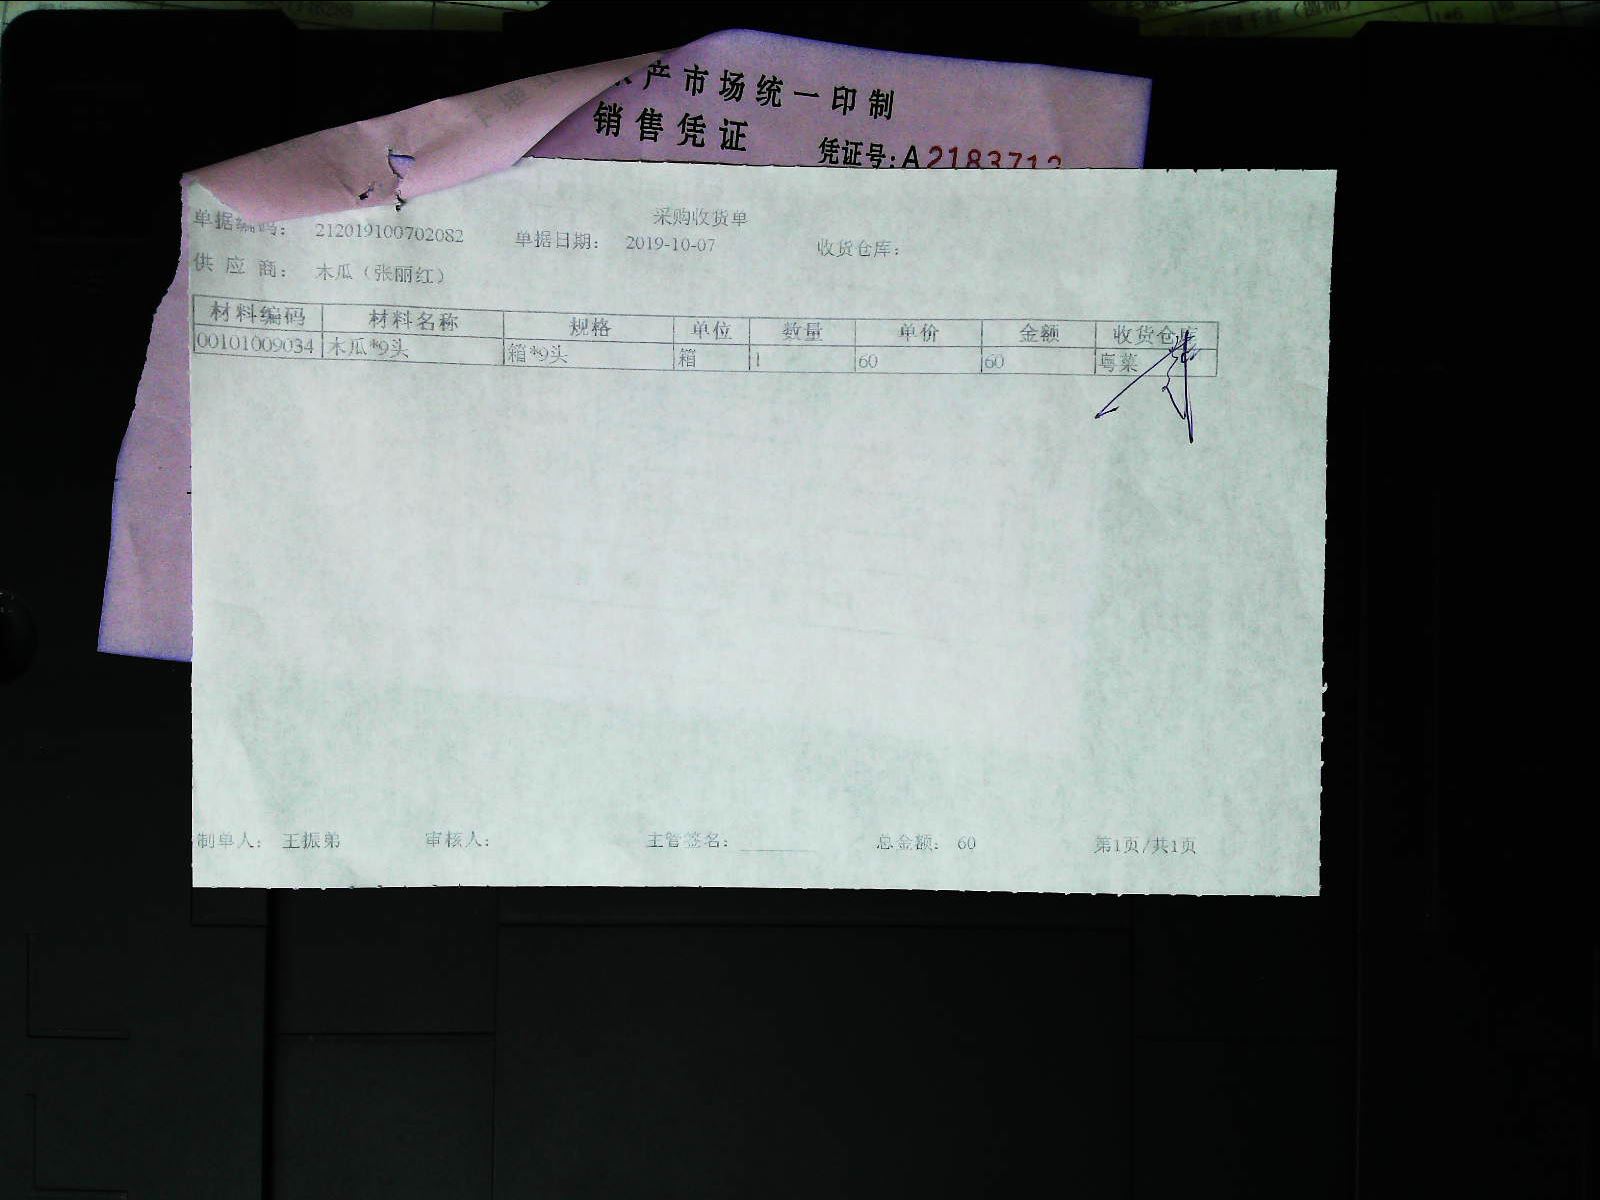 产市场统一印制
销售凭证 凭证号:A2183712
采购收货单
单据编码: 212019100702082 单据日期: 2019-10-07 收货仓库:
供应商: 木瓜（张丽红）
材料编码 材料名称 规格 单位 数量 单价 金额 收货仓库
00101009034 木瓜*9头 箱*9头 箱 1 60 60 粤菜
制单人: 王振弟 审核人: 主管签名: 总金额: 60 第1页/共1页